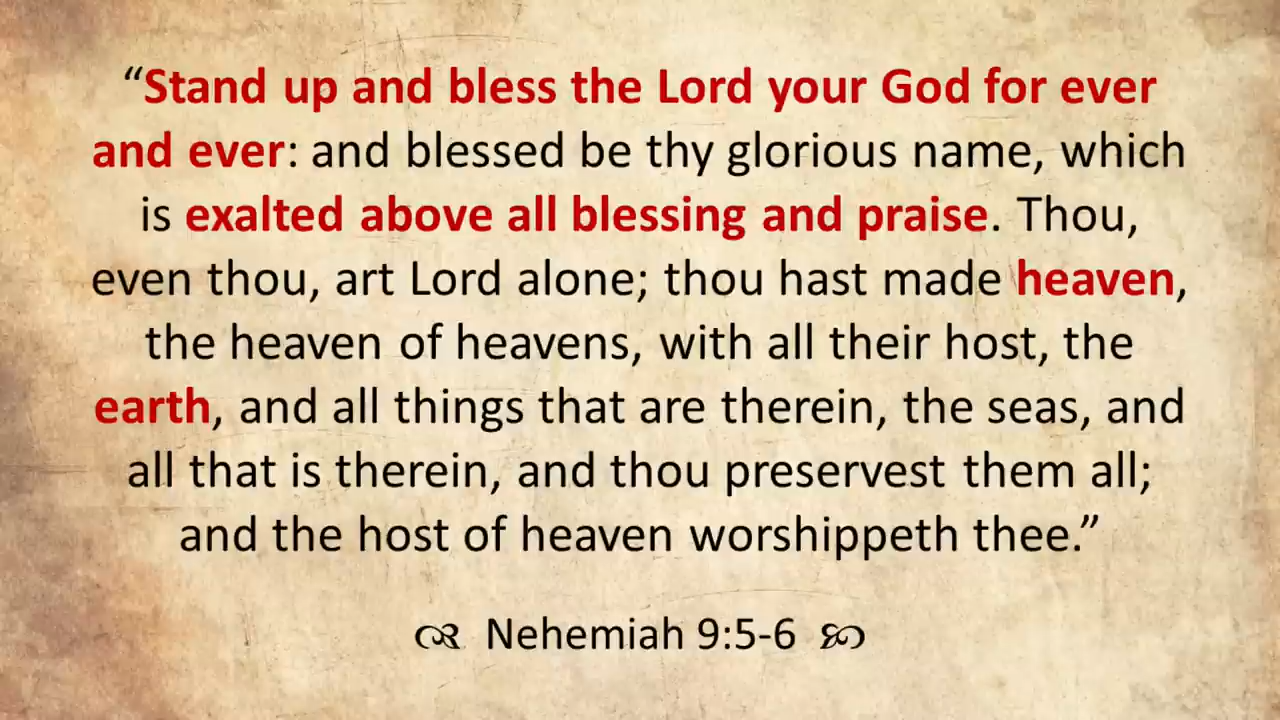 “Stand up and bless the Lord your God for ever
and ever: and blessed be thy glorious name, which
is exalted above all blessing and praise. Thou,
even thou, art Lord alone; thou hast made heaven,
the heaven of heavens, with all their host, the
earth, and all things that are therein, the seas, and
all that is therein, and thou preservest them all;
and the host of heaven worshippeth thee.”
Nehemiah 9:5-6